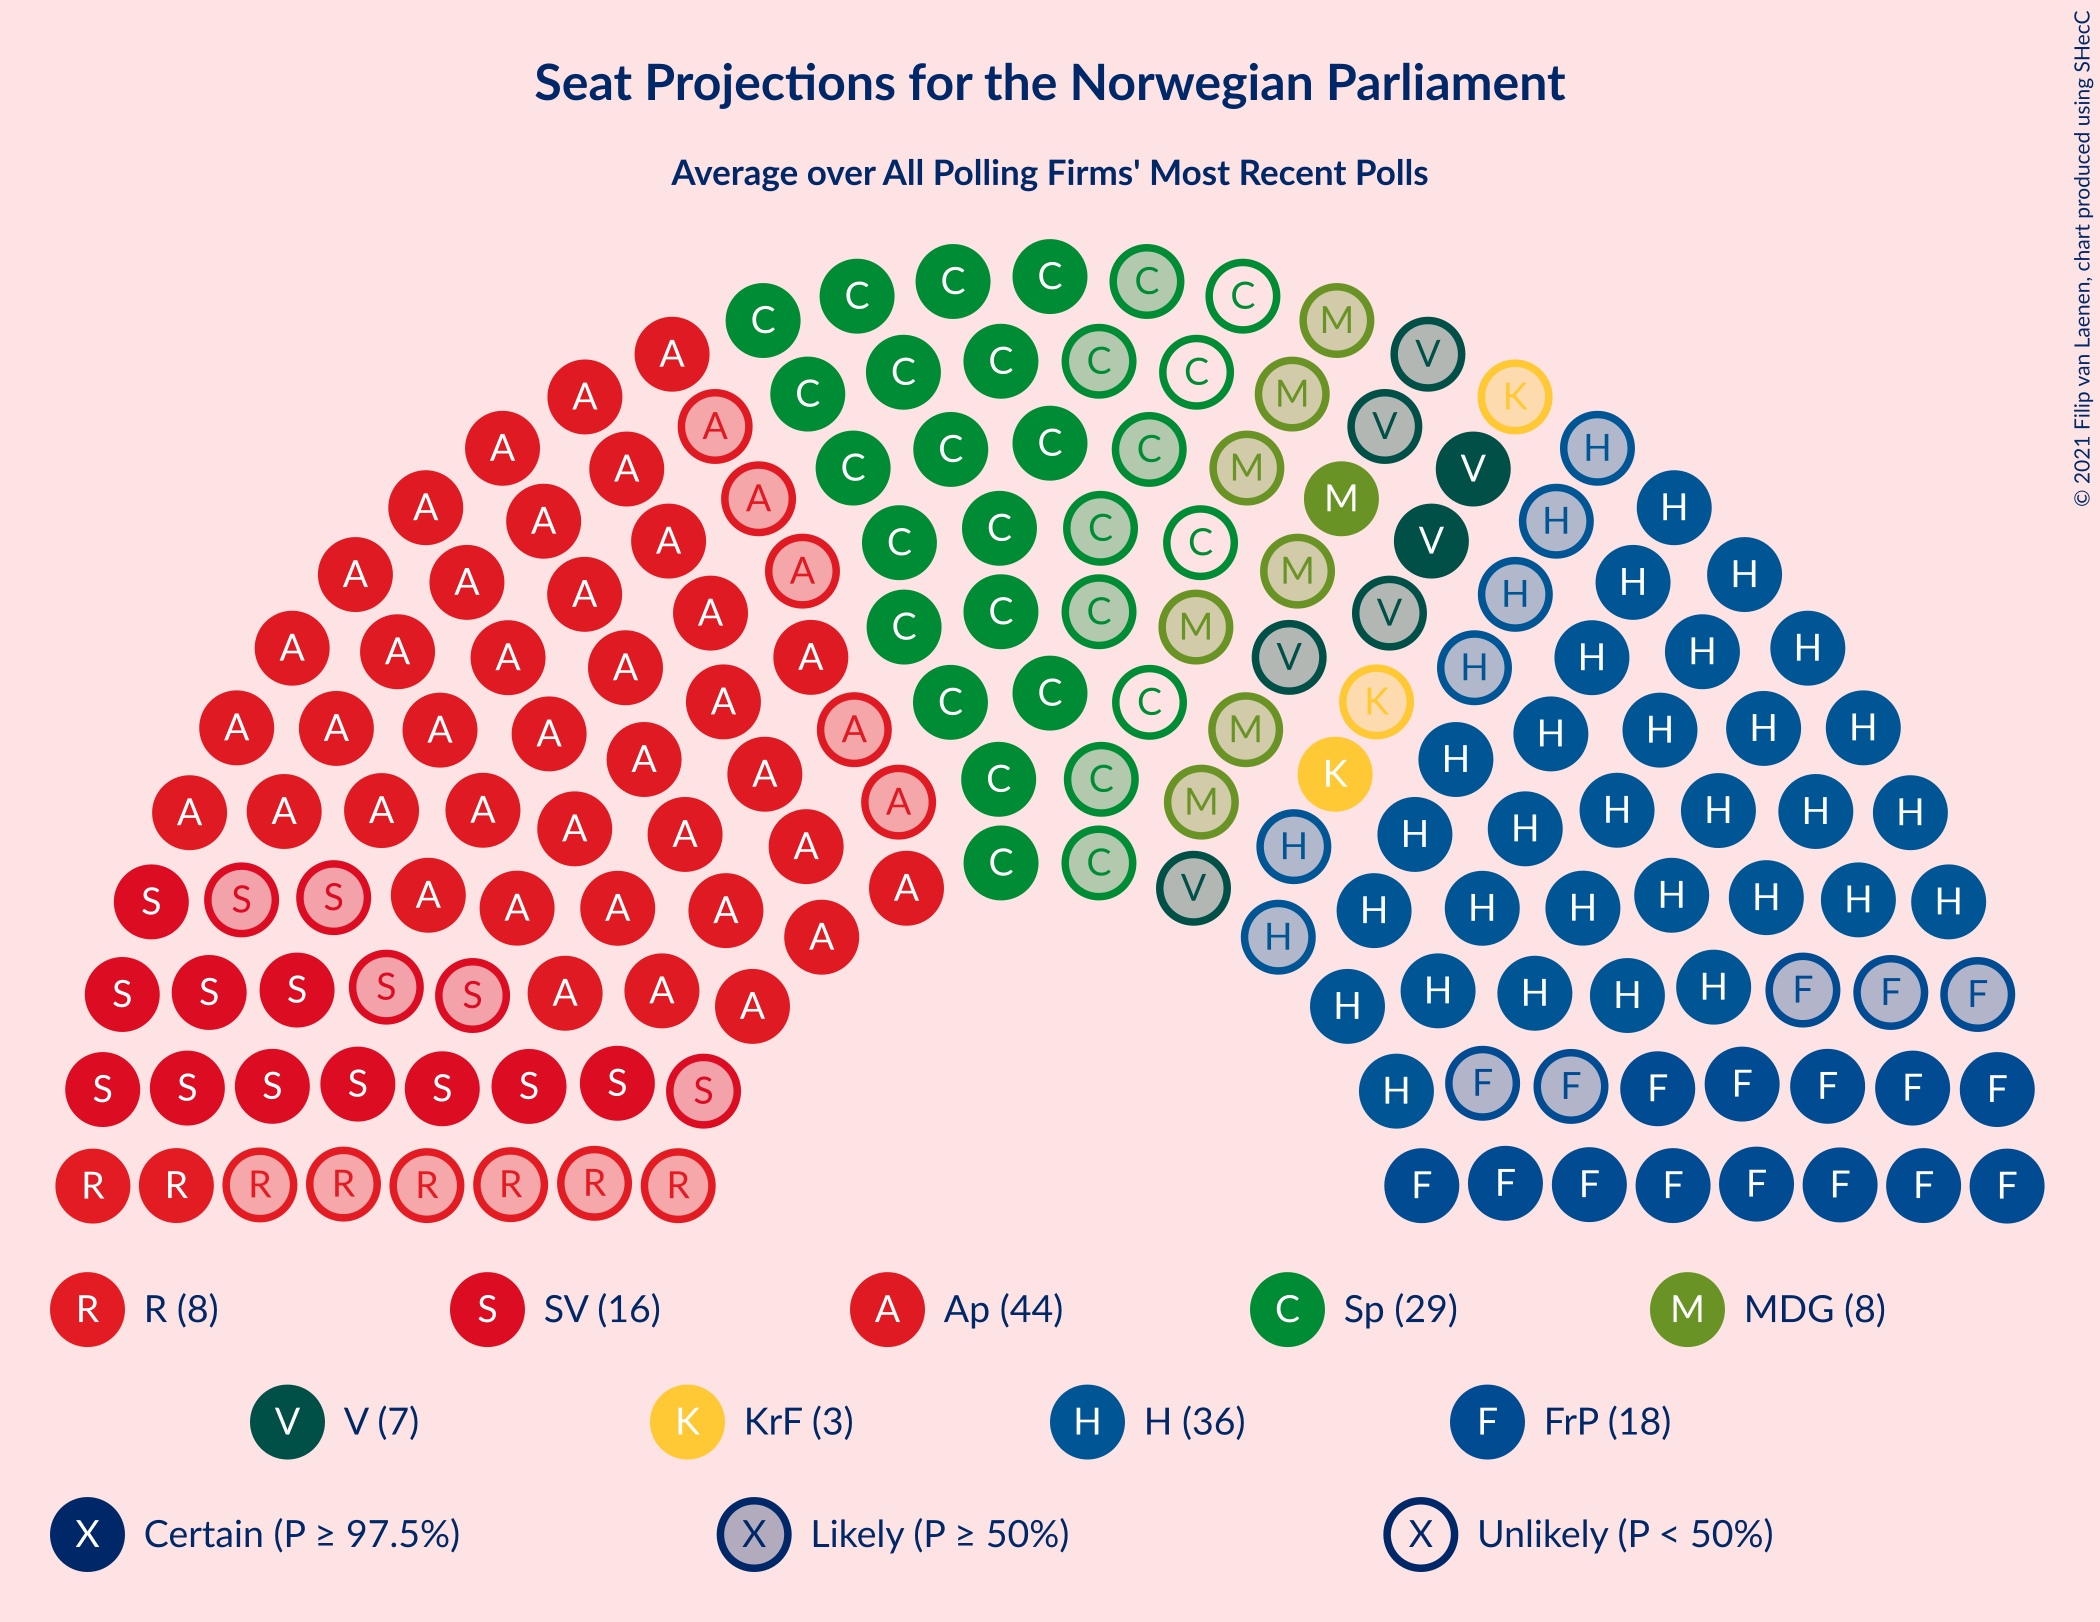 Seat Projections for the Norwegian Parliament
Average over All Polling Firms' Most Recent Polls
© 2021 Filip van Laenen, chart produced using SHecC
C C C C C C M
A C C C C C M V
A A C C C C M V K
A A A C C C C M M V V H
A A A A C C C M M V V H H
A A A A A C C C M V K H H H
A A A A A A C C M K H H H H
A A A A A A A C C V H H H H H
S S S A A A A A A H H H H H H H H
S S S S S A A A H H H H H F F F
S S S S S S S S H F F F F F F F
R R R R R R R R F F F F F F F F
R R (8) S SV (16) A Ap (44) C Sp (29) M MDG (8)
V V (7) K KrF (3) H H (36) F FrP (18)
X Certain (P ≥ 97.5%) X Likely (P ≥ 50%) X Unlikely (P < 50%)